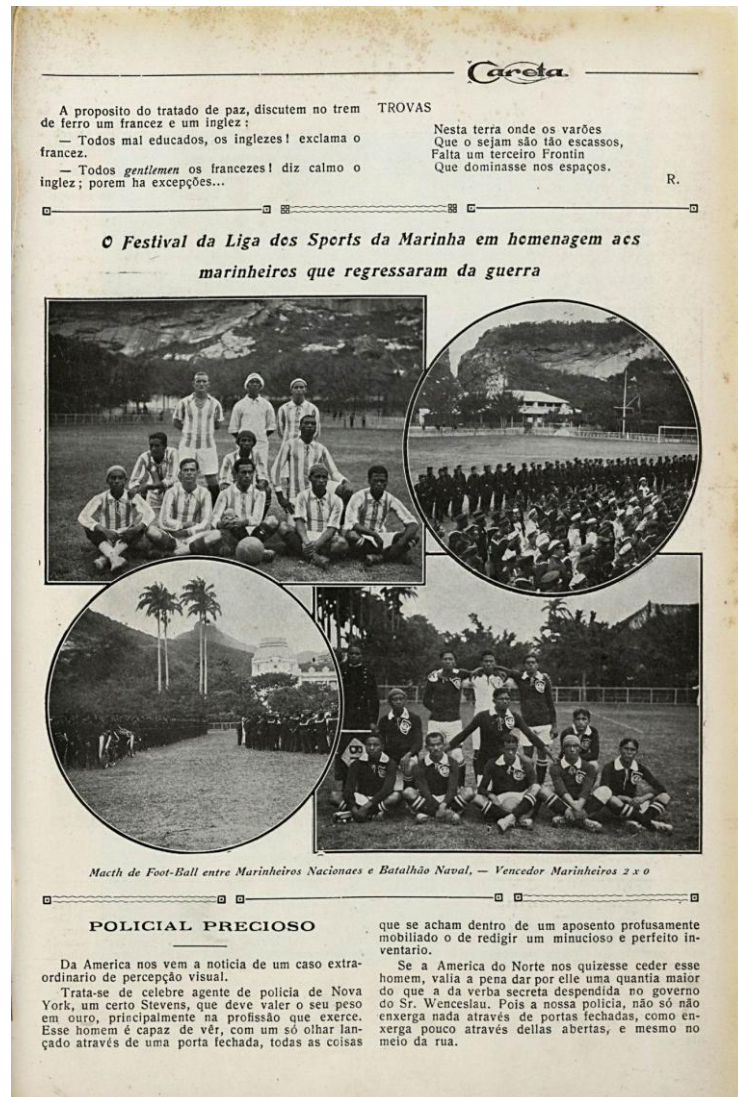 Careta
A proposito do tratado de paz, discutem no trem
de ferro um francez e um inglez :
— Todos mal educados, os inglezes ! exclama o
francez.
— Todos gentlemen os francezes ! diz calmo o
inglez ; porem ha excepções...
TROVAS
Nesta terra onde os varões
Que o sejam são tão escassos,
Falta um terceiro Frontin
Que dominasse nos espaços.
R.
O Festival da Liga dos Sports da Marinha em homenagem aos
marinheiros que regressaram da guerra
Macth de Foot-Ball entre Marinheiros Nacionaes e Batalhão Naval, — Vencedor Marinheiros 2 x 0
POLICIAL PRECIOSO
Da America nos vem a noticia de um caso extra-
ordinario de percepção visual.
Trata-se de celebre agente de policia de Nova
York, um certo Stevens, que deve valer o seu peso
em ouro, principalmente na profissão que exerce.
Esse homem é capaz de vêr, com um só olhar lan-
çado através de uma porta fechada, todas as coisas
que se acham dentro de um aposento profusamente
mobiliado o de redigir um minucioso e perfeito in-
ventario.
Se a America do Norte nos quizesse ceder esse
homem, valia a pena dar por elle uma quantia maior
do que a da verba secreta despendida no governo
do Sr. Wenceslau. Pois a nossa policia, não só não
enxerga nada através de portas fechadas, como en-
xerga pouco através dellas abertas, e mesmo no
meio da rua.